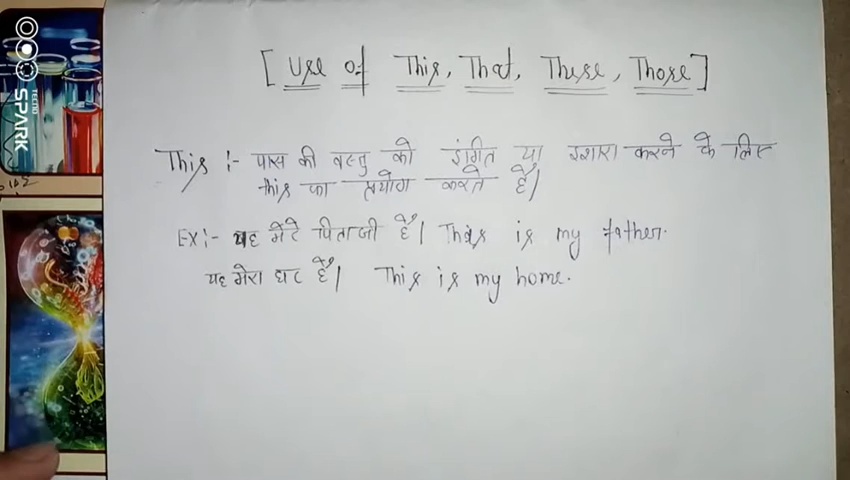 [ Use of This, That, These, Those ]
This :- पास की वस्तु को इंगित या इशारा करने के लिए
this का प्रयोग करते हैं।
EX :- यह मेरे पिताजी हैं। This is my father.
यह मेरा घर हैं। This is my home.
TECNO
SPARK